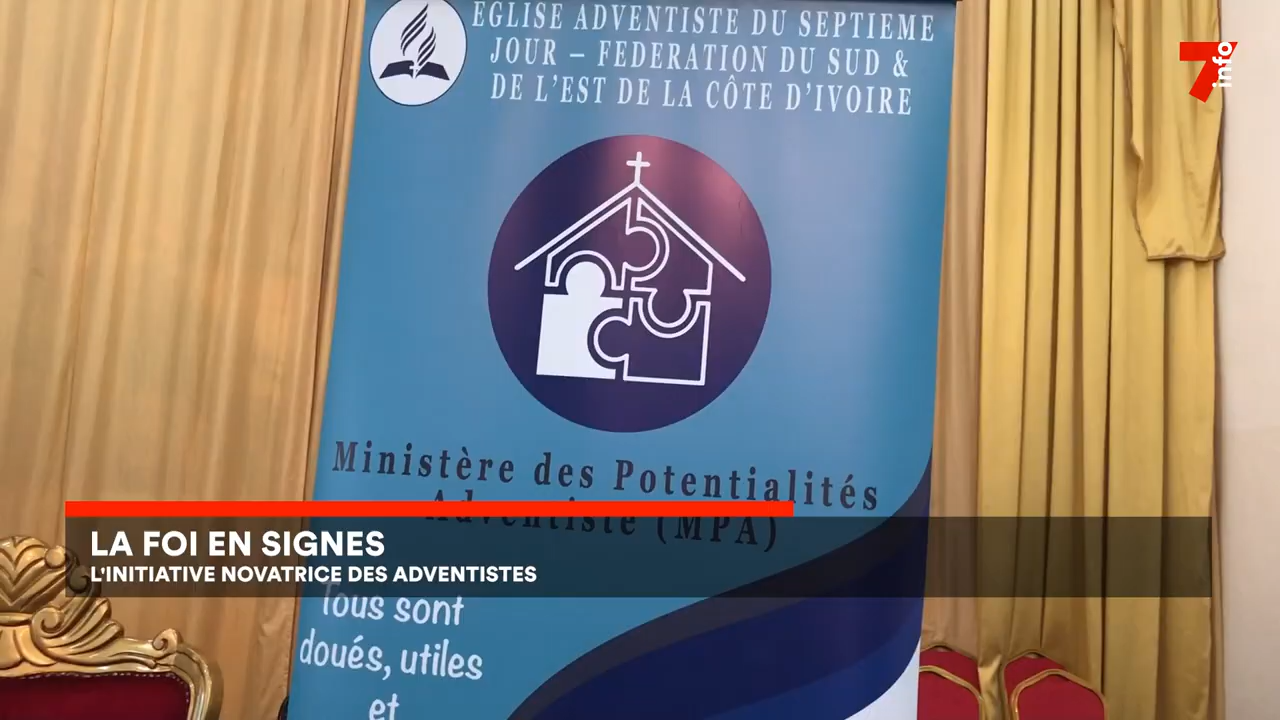 EGLISE ADVENTISTE DU SEPTIEME
JOUR – FEDERATION DU SUD &
DE L'EST DE LA CÔTE D'IVOIRE
7info
Ministère des Potentialités
Adventiste (MPA)
LA FOI EN SIGNES
L'INITIATIVE NOVATRICE DES ADVENTISTES
Tous sont
doués, utiles
et